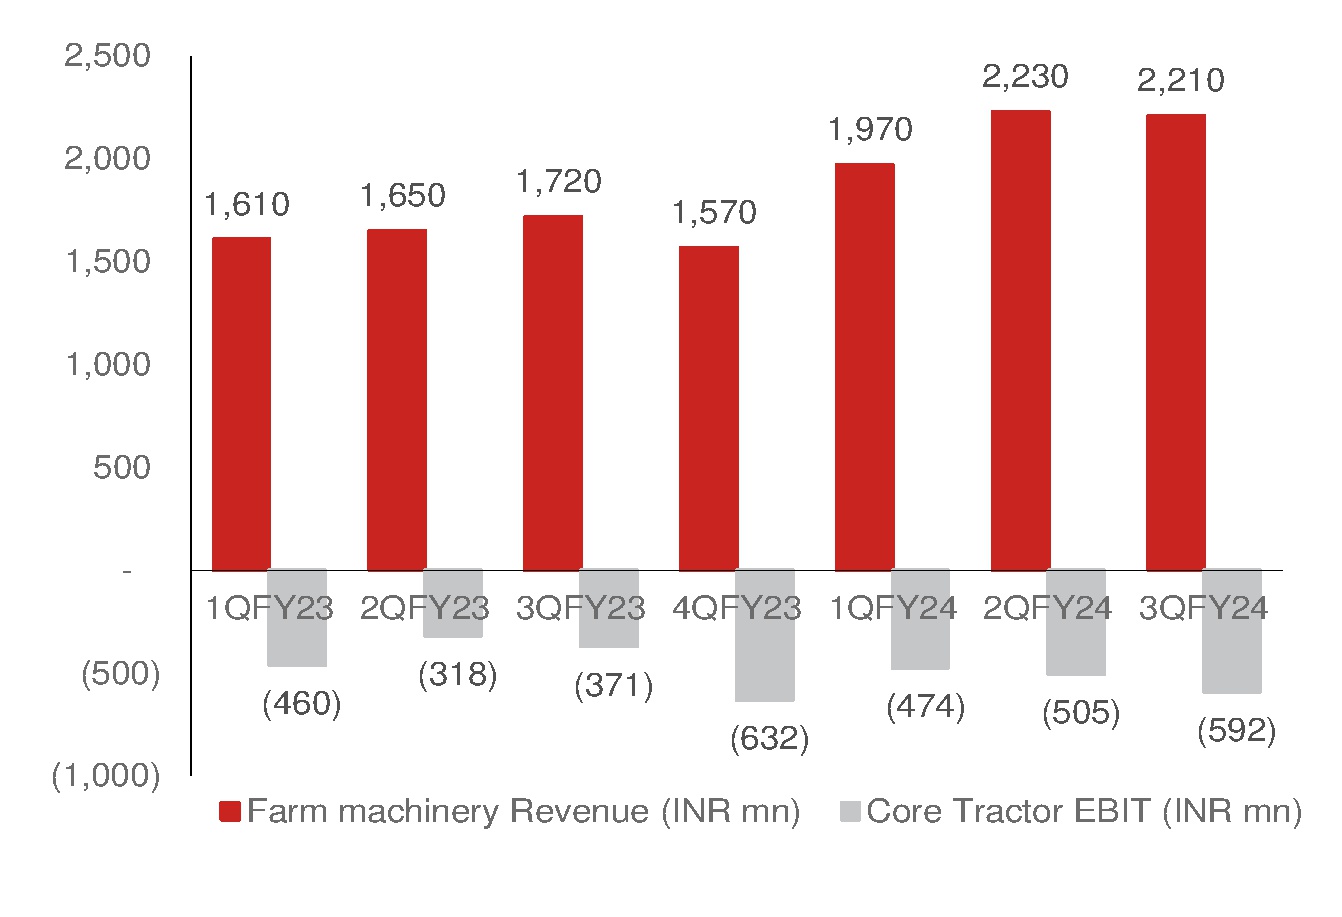 2,500
2,000
1,500
1,000
500
-
(500)
(1,000)
1,610 1,650 1,720 1,570 1,970 2,230 2,210
1QFY23 2QFY23 3QFY23 4QFY23 1QFY24 2QFY24 3QFY24
(460) (318) (371) (632) (474) (505) (592)
Farm machinery Revenue (INR mn) Core Tractor EBIT (INR mn)